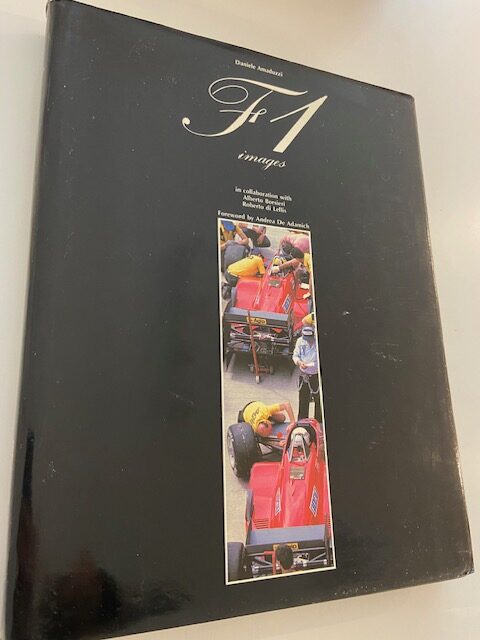 Daniele Amaduzzi
F1
images
in collaboration with
Alberto Borsieri
Roberto di Lellis
Foreword by Andrea De Adamich